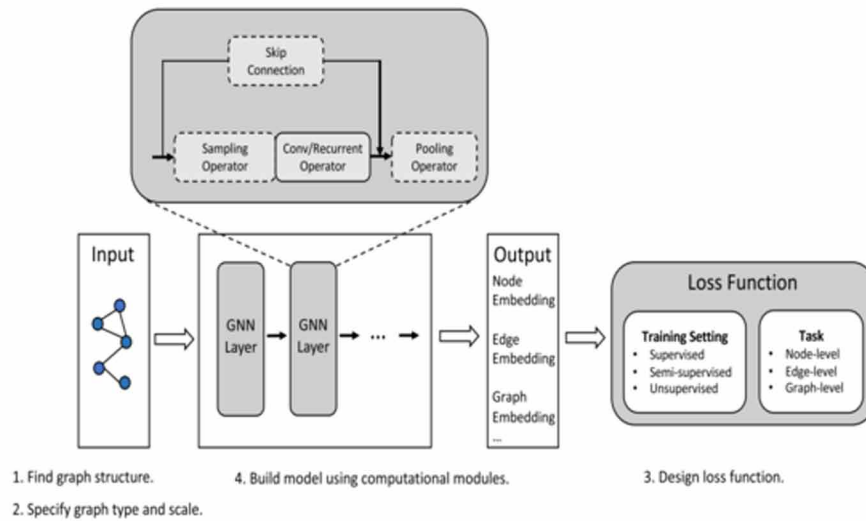 Skip
Connection
Sampling
Operator
Conv/Recurrent
Operator
Pooling
Operator
Input
GNN
Layer
GNN
Layer
...
Output
Node
Embedding
Edge
Embedding
Graph
Embedding
...
Loss Function
Training Setting
• Supervised
• Semi-supervised
• Unsupervised
Task
• Node-level
• Edge-level
• Graph-level
1. Find graph structure.
2. Specify graph type and scale.
4. Build model using computational modules.
3. Design loss function.